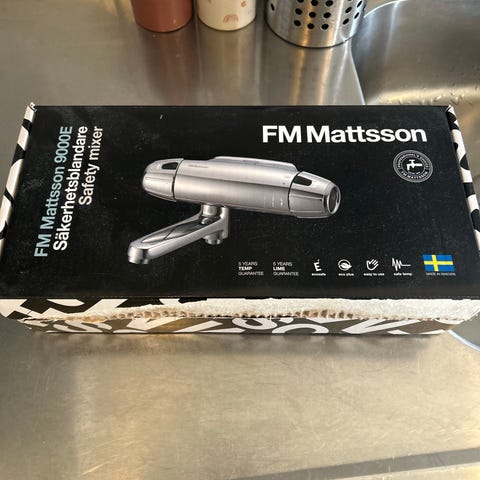 FM Mattsson 9000E
Säkerhetsblandare
Safety mixer
FM Mattsson
5 YEARS
TEMP
GUARANTEE
5 YEARS
LIME
GUARANTEE
ecosafe
eco plus
easy to use
safe temp
MADE IN SWEDEN